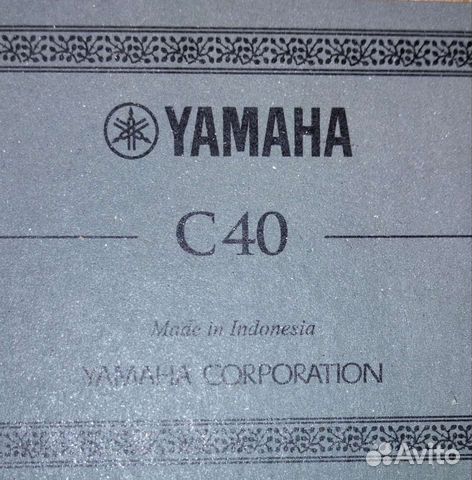 YAMAHA
C40
Made in Indonesia
YAMAHA CORPORATION
Avito